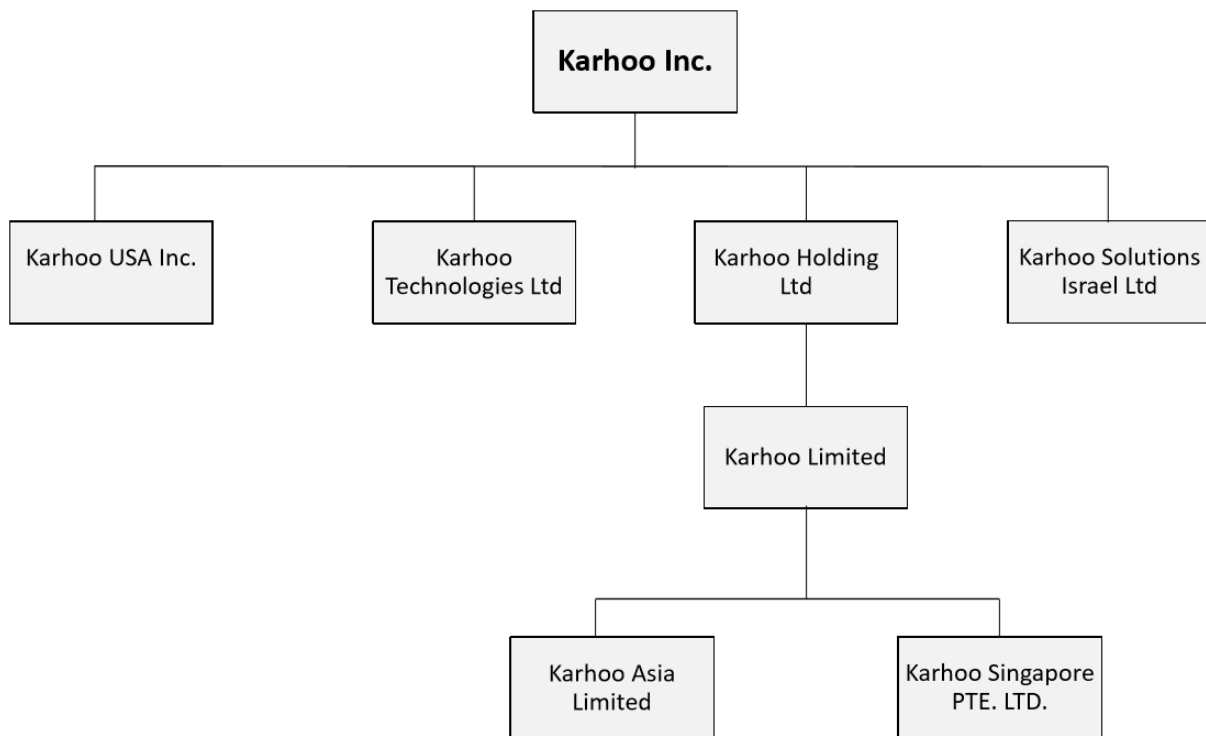 Karhoo Inc.
Karhoo USA Inc.
Karhoo
Technologies Ltd
Karhoo Holding
Ltd
Karhoo Solutions
Israel Ltd
Karhoo Limited
Karhoo Asia
Limited
Karhoo Singapore
PTE. LTD.